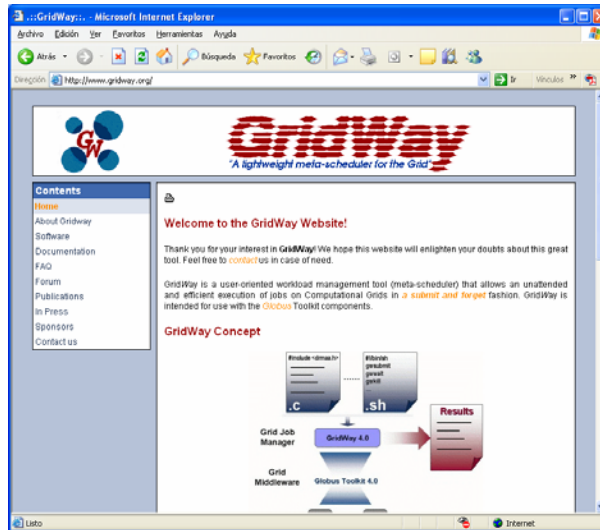 .::GridWay::. - Microsoft Internet Explorer
Archivo Edición Ver Favoritos Herramientas Ayuda
Atrás Búsqueda Favoritos
Dirección http://www.gridway.org/ Ir Vínculos »
GW
GridWay
"A lightweight meta-scheduler for the Grid"
Contents
Home
About Gridway
Software
Documentation
FAQ
Forum
Publications
In Press
Sponsors
Contact us
Welcome to the GridWay Website!
Thank you for your interest in GridWay! We hope this website will enlighten your doubts about this great
tool. Feel free to contact us in case of need.
GridWay is a user-oriented workload management tool (meta-scheduler) that allows an unattended
and efficient execution of jobs on Computational Grids in a submit and forget fashion. GridWay is
intended for use with the Globus Toolkit components.
GridWay Concept
#include <drmaa.h>
.c
........
#!/bin/sh
gwsubmit
gwwait
gwkill
...
.sh
Results
Grid Job
Manager
GridWay 4.0
Grid
Middleware
Globus Toolkit 4.0
Listo
Internet